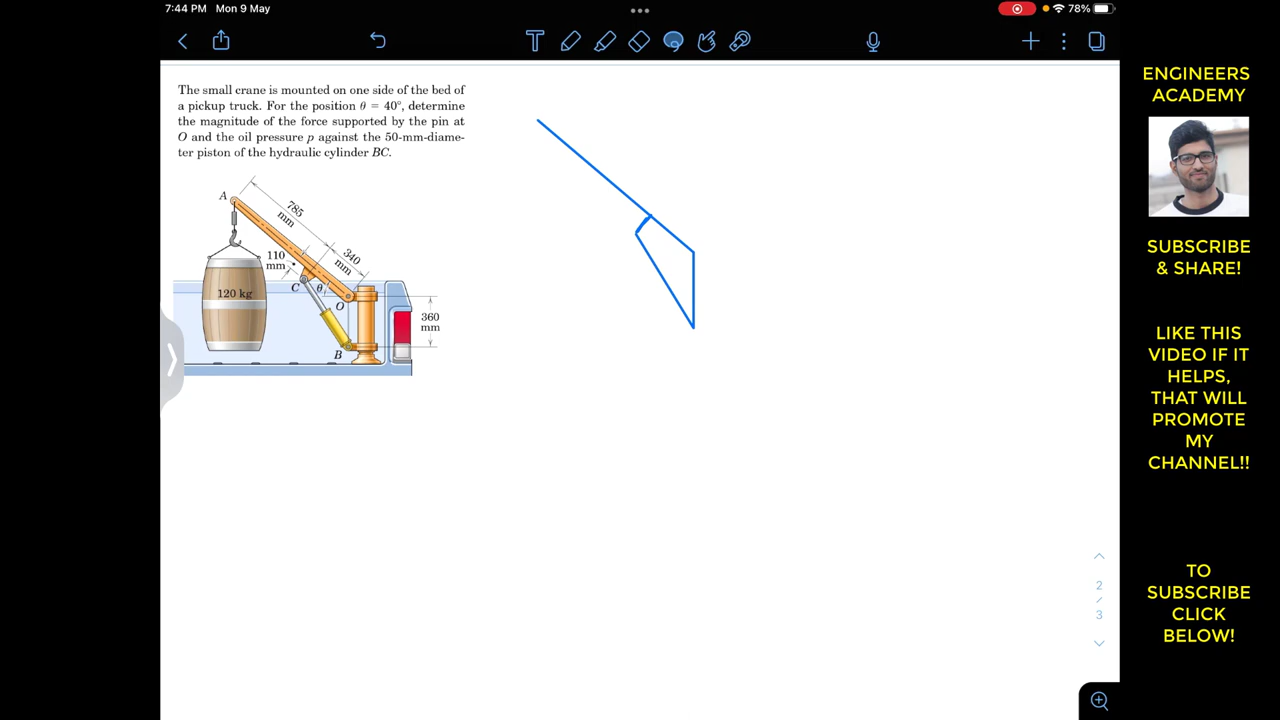 7:44 PM Mon 9 May
78%
The small crane is mounted on one side of the bed of
a pickup truck. For the position θ = 40°, determine
the magnitude of the force supported by the pin at
O and the oil pressure p against the 50-mm-diame-
ter piston of the hydraulic cylinder BC.
A
785
mm
340
mm
110
mm
C
θ
O
120 kg
360
mm
B
2
3
ENGINEERS
ACADEMY
SUBSCRIBE
& SHARE!
LIKE THIS
VIDEO IF IT
HELPS,
THAT WILL
PROMOTE
MY
CHANNEL!!
TO
SUBSCRIBE
CLICK
BELOW!